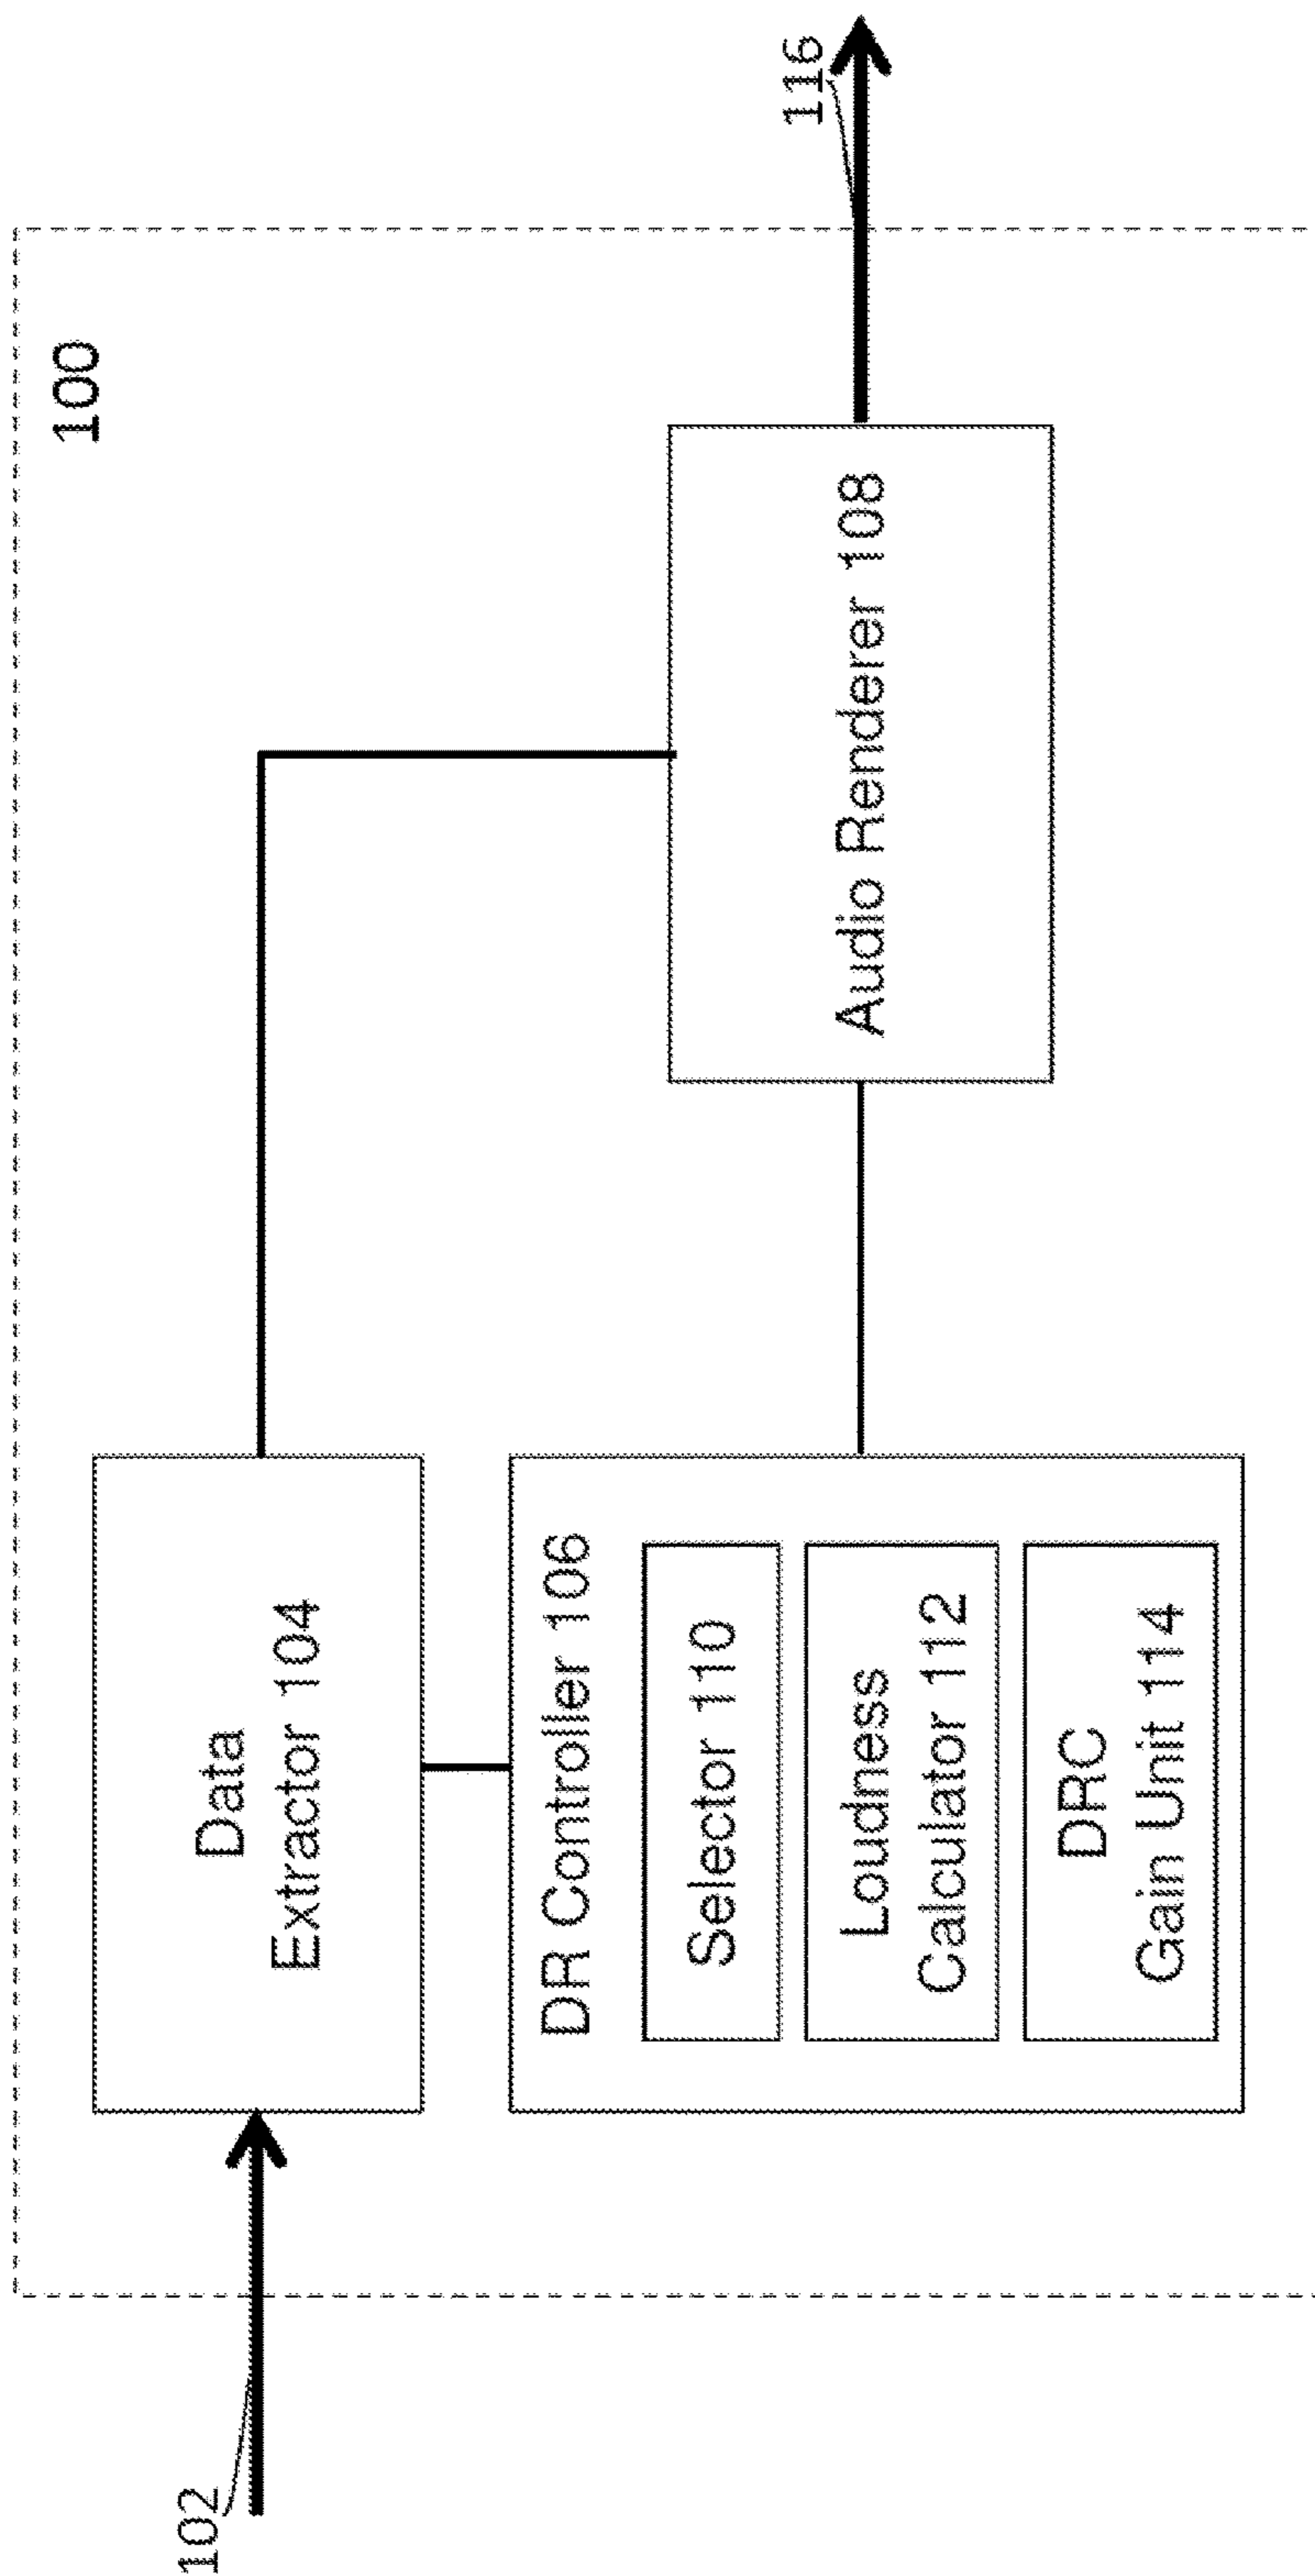 100
102
Data
Extractor 104
DR Controller 106
Selector 110
Loudness
Calculator 112
DRC
Gain Unit 114
Audio Renderer 108
116